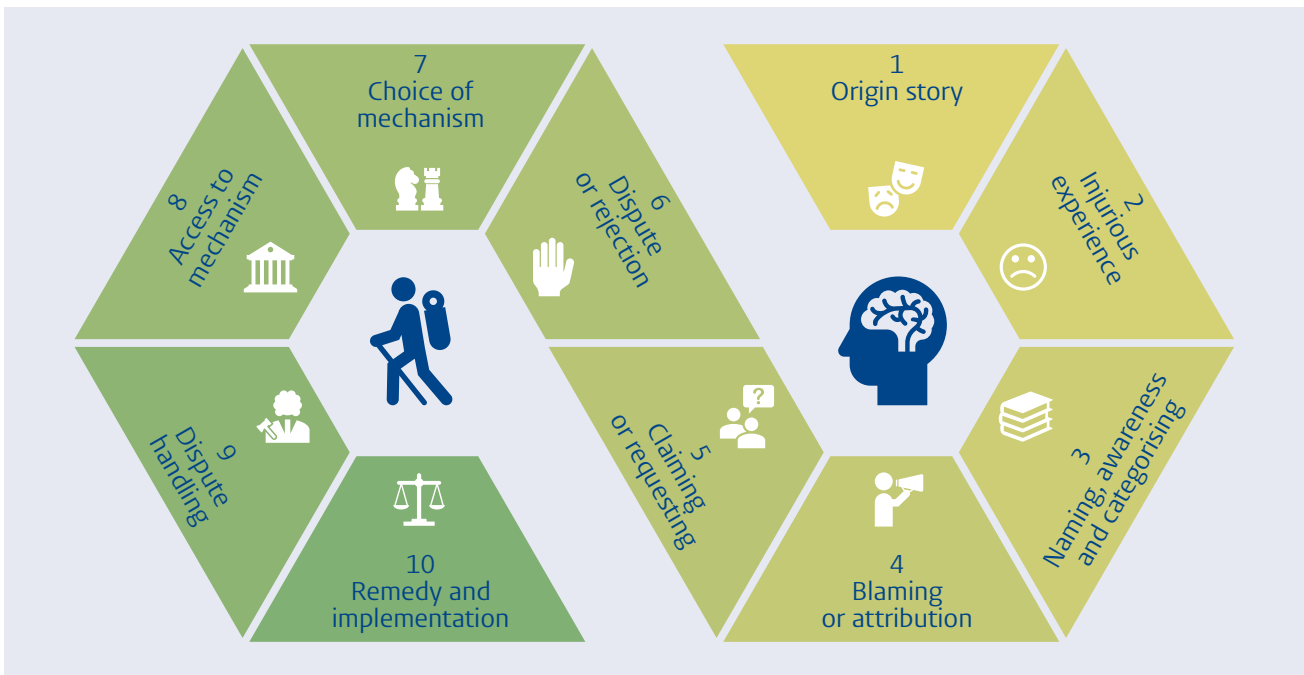 1
Origin story
2
Injurious
experience
3
Naming, awareness
and categorising
4
Blaming
or attribution
5
Claiming
or requesting
?
6
Dispute
or rejection
7
Choice of
mechanism
8
Access to
mechanism
9
Dispute
handling
10
Remedy and
implementation